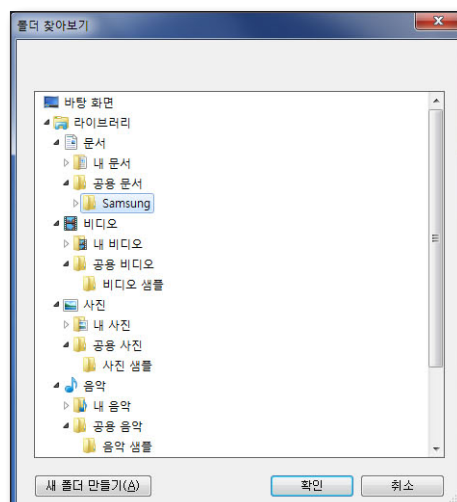 폴더 찾아보기
바탕 화면
라이브러리
문서
내 문서
공용 문서
Samsung
비디오
내 비디오
공용 비디오
비디오 샘플
사진
내 사진
공용 사진
사진 샘플
음악
내 음악
공용 음악
음악 샘플
새 폴더 만들기(A) 확인 취소